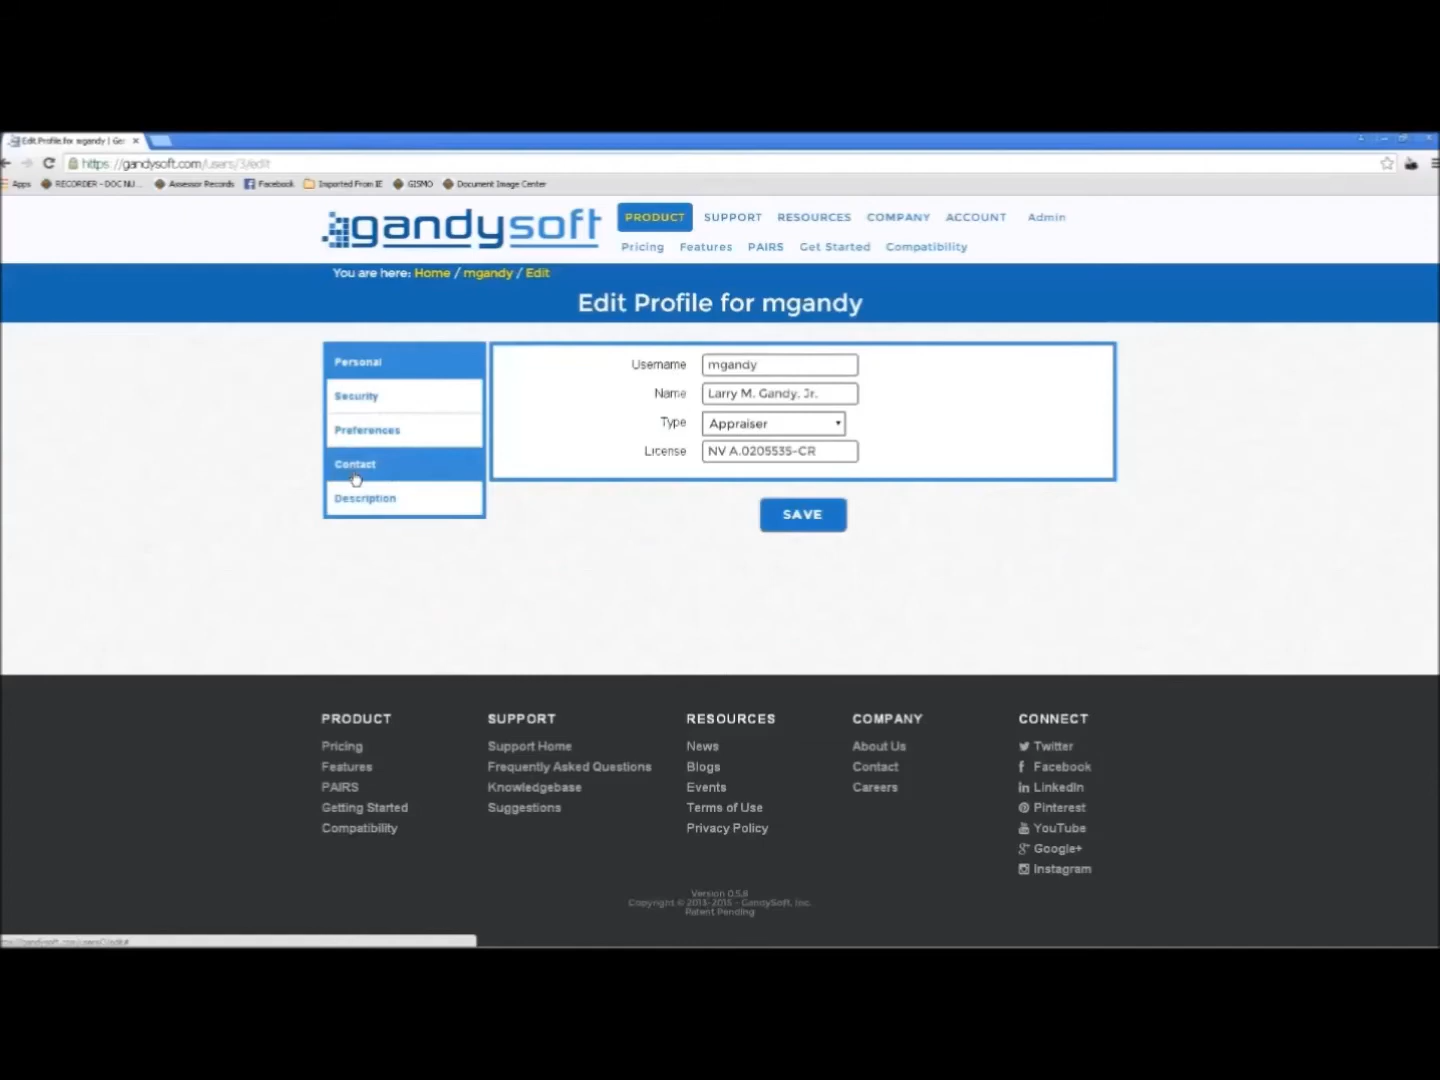 Edit Profile for mgandy | Ge
https://gandysoft.com/users/3/edit
Apps RECORDER - DOC NU... Assessor Records Facebook Imported From IE GISMO Document Image Center
gandysoft
PRODUCT SUPPORT RESOURCES COMPANY ACCOUNT Admin
Pricing Features PAIRS Get Started Compatibility
You are here: Home / mgandy / Edit
Edit Profile for mgandy
Personal
Security
Preferences
Contact
Description
Username mgandy
Name Larry M. Gandy, Jr.
Type Appraiser
License NV A.0205535-CR
SAVE
PRODUCT
Pricing
Features
PAIRS
Getting Started
Compatibility
SUPPORT
Support Home
Frequently Asked Questions
Knowledgebase
Suggestions
RESOURCES
News
Blogs
Events
Terms of Use
Privacy Policy
COMPANY
About Us
Contact
Careers
CONNECT
Twitter
Facebook
LinkedIn
Pinterest
YouTube
Google+
Instagram
Version 0.5.8
Copyright © 2013-2015 - GandySoft, Inc.
Patent Pending